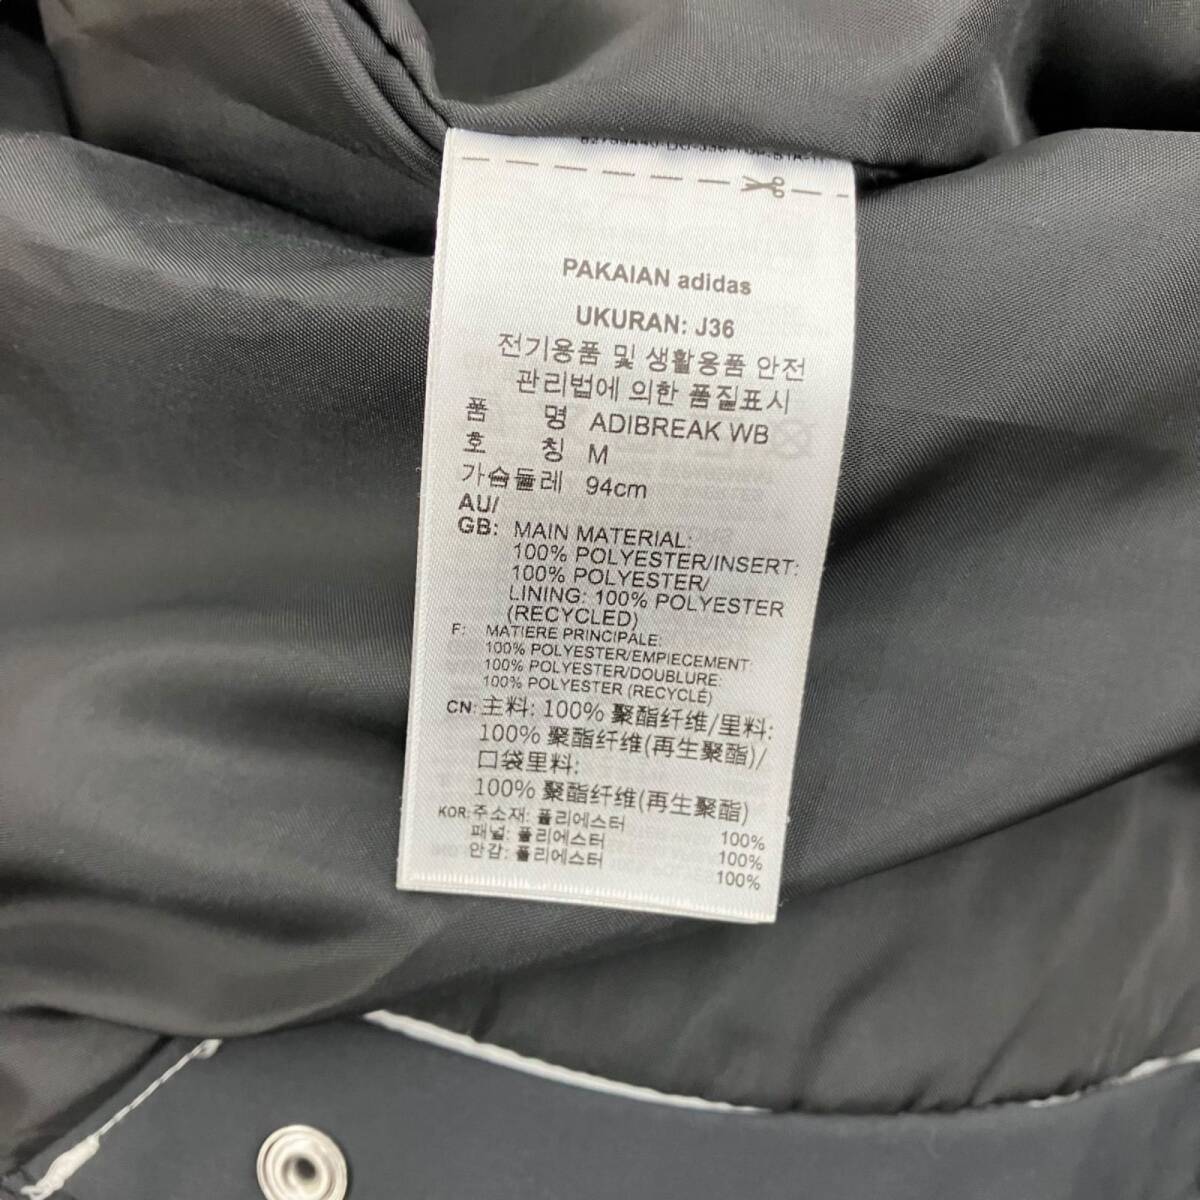 PAKAIAN adidas
UKURAN: J36
전기용품 및 생활용품 안전
관리법에 의한 품질표시
품 명 ADIBREAK WB
호 칭 M
가슴둘레 94cm
AU/
GB: MAIN MATERIAL:
100% POLYESTER/INSERT:
100% POLYESTER/
LINING: 100% POLYESTER
(RECYCLED)
F: MATIERE PRINCIPALE:
100% POLYESTER/EMPIECEMENT:
100% POLYESTER/DOUBLURE:
100% POLYESTER (RECYCLÉ)
CN: 主料: 100% 聚酯纤维/里料:
100% 聚酯纤维(再生聚酯)/
口袋里料:
100% 聚酯纤维(再生聚酯)
KOR: 주소재: 폴리에스터 100%
패널: 폴리에스터 100%
안감: 폴리에스터 100%